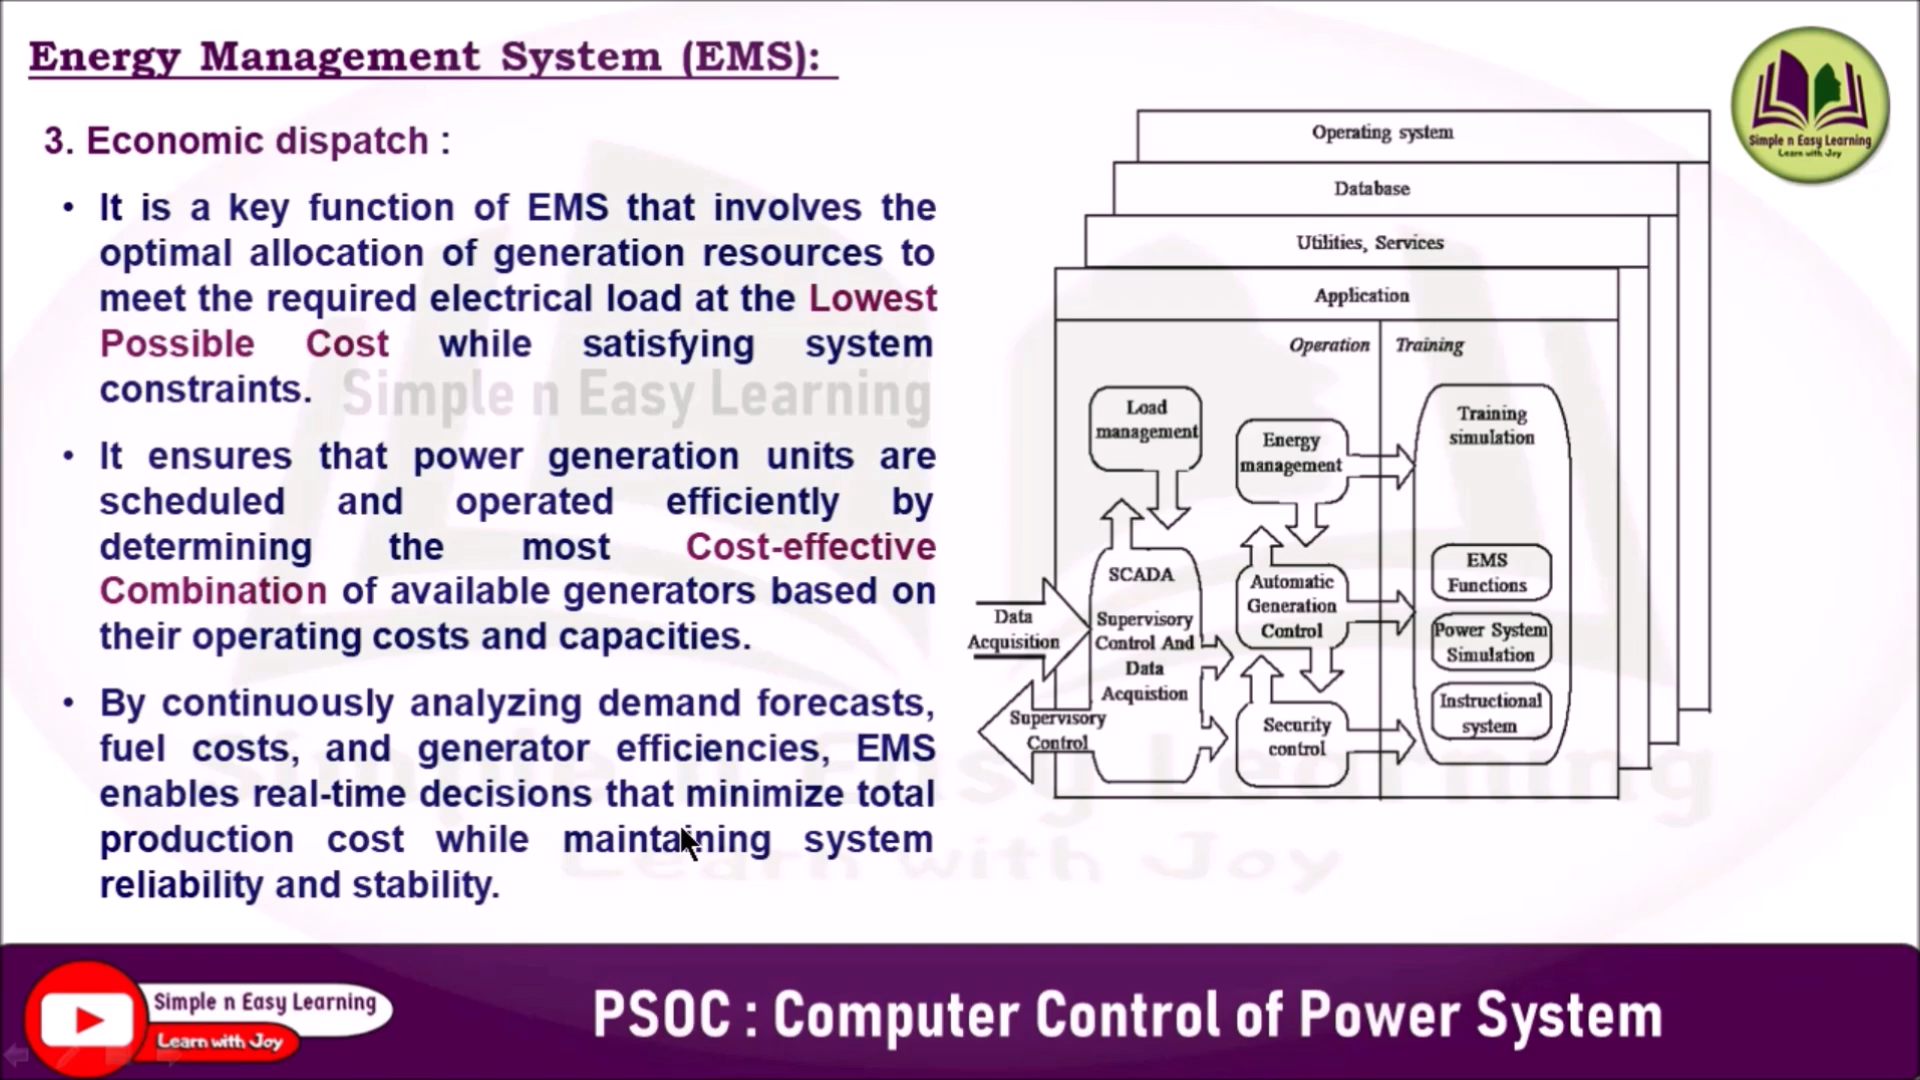 Energy Management System (EMS):
3. Economic dispatch :
• It is a key function of EMS that involves the
optimal allocation of generation resources to
meet the required electrical load at the Lowest
Possible Cost while satisfying system
constraints.
• It ensures that power generation units are
scheduled and operated efficiently by
determining the most Cost-effective
Combination of available generators based on
their operating costs and capacities.
• By continuously analyzing demand forecasts,
fuel costs, and generator efficiencies, EMS
enables real-time decisions that minimize total
production cost while maintaining system
reliability and stability.
Simple n Easy Learning
Simple n Easy Learning
Learn with Joy
Simple n Easy Learning
Learn with Joy
Operating system
Database
Utilities, Services
Application
Operation
Training
Load
management
Energy
management
Training
simulation
SCADA
Supervisory
Control And
Data
Acquistion
Data
Acquisition
Supervisory
Control
Automatic
Generation
Control
Security
control
EMS
Functions
Power System
Simulation
Instructional
system
Simple n Easy Learning
Learn with Joy
PSOC : Computer Control of Power System